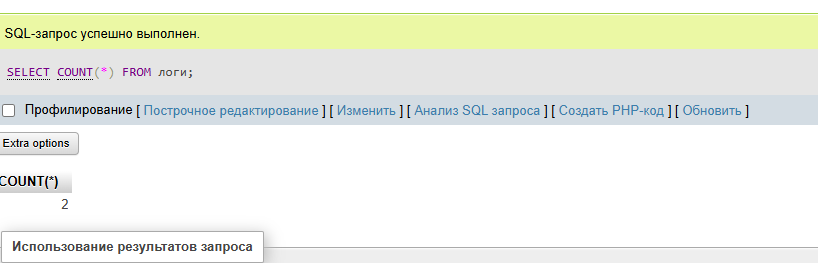 SQL-запрос успешно выполнен.
SELECT COUNT(*) FROM логи;
Профилирование [ Построчное редактирование ] [ Изменить ] [ Анализ SQL запроса ] [ Создать PHP-код ] [ Обновить ]
Extra options
COUNT(*)
2
Использование результатов запроса